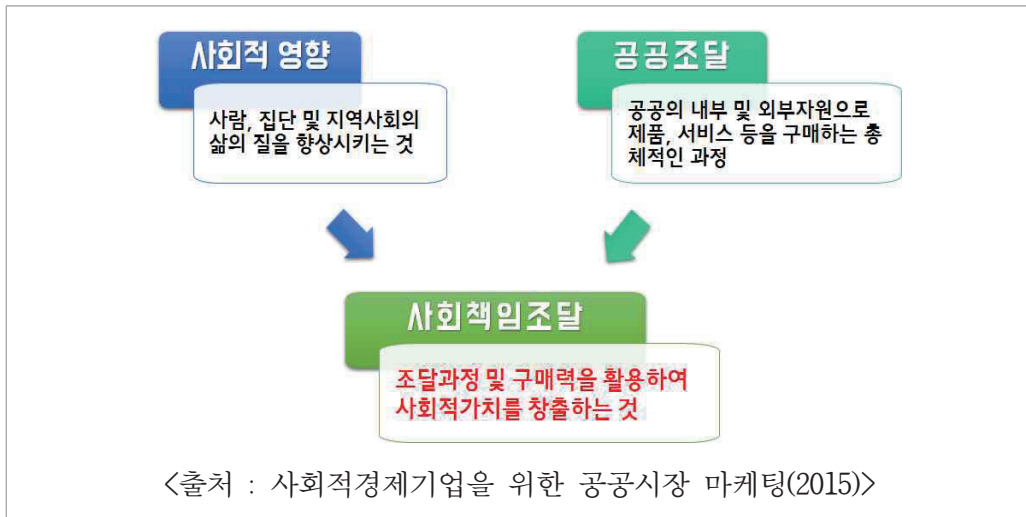 사회적 영향
사람, 집단 및 지역사회의
삶의 질을 향상시키는 것
공공조달
공공의 내부 및 외부자원으로
제품, 서비스 등을 구매하는 총
체적인 과정
사회책임조달
조달과정 및 구매력을 활용하여
사회적가치를 창출하는 것
<출처 : 사회적경제기업을 위한 공공시장 마케팅(2015)>